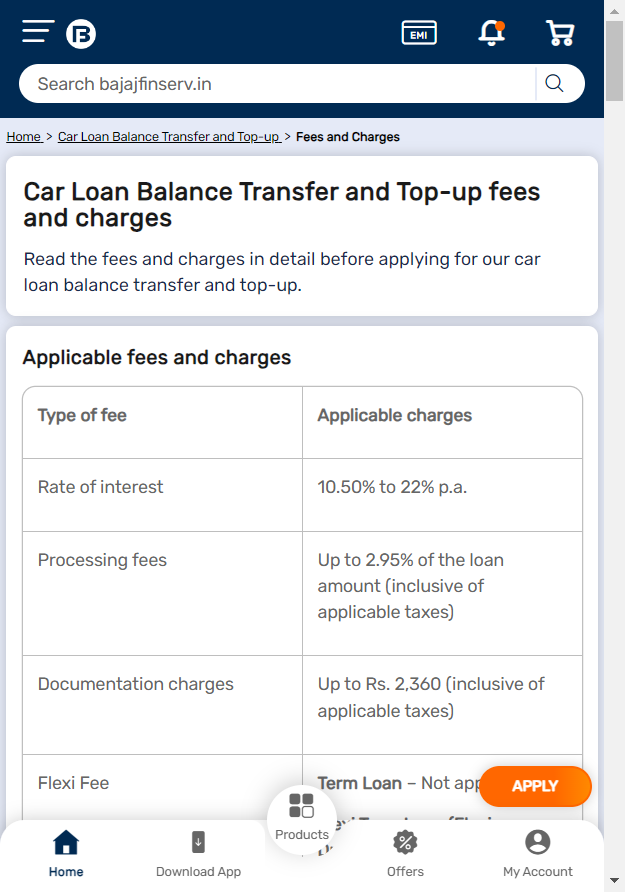 EMI
Search bajajfinserv.in
Home > Car Loan Balance Transfer and Top-up > Fees and Charges
Car Loan Balance Transfer and Top-up fees
and charges
Read the fees and charges in detail before applying for our car
loan balance transfer and top-up.
Applicable fees and charges
Type of fee
Applicable charges
Rate of interest
10.50% to 22% p.a.
Processing fees
Up to 2.95% of the loan
amount (inclusive of
applicable taxes)
Documentation charges
Up to Rs. 2,360 (inclusive of
applicable taxes)
Flexi Fee
Term Loan – Not
APPLY
Products
Home
Download App
Offers
My Account